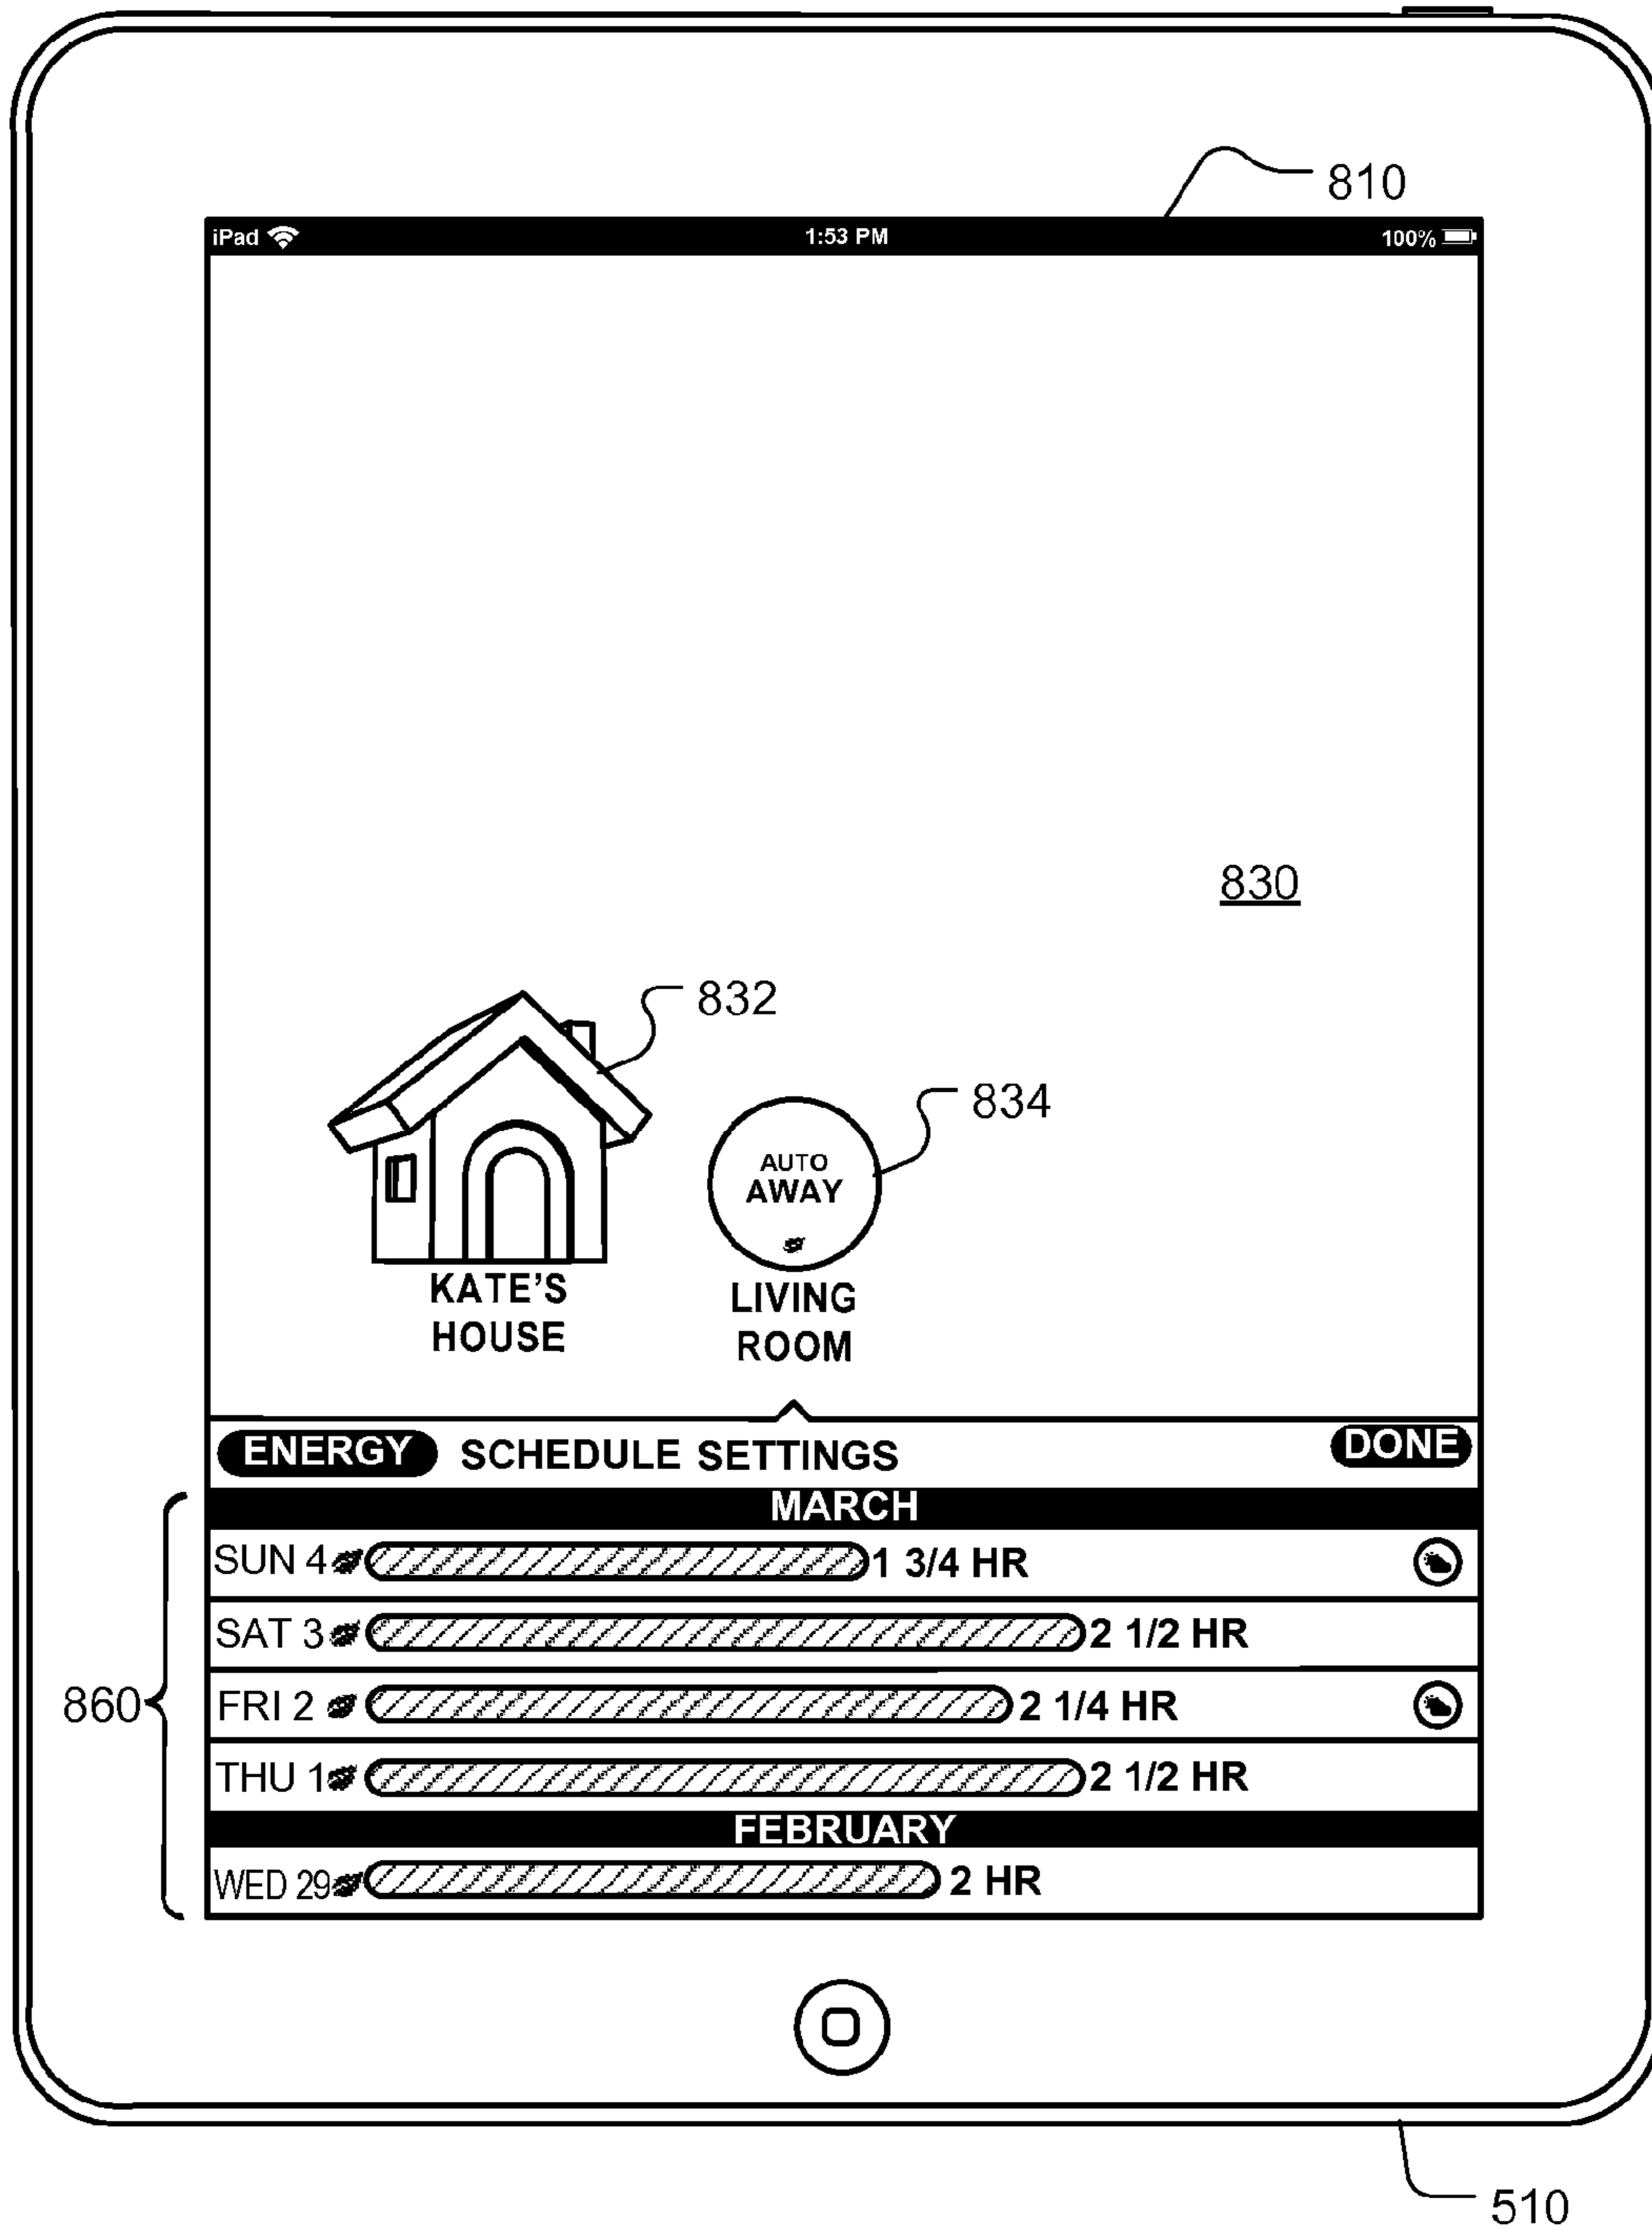 810
iPad 1:53 PM 100%
830
832
834
AUTO
AWAY
KATE'S
HOUSE
LIVING
ROOM
ENERGY SCHEDULE SETTINGS DONE
MARCH
SUN 4 1 3/4 HR
SAT 3 2 1/2 HR
860
FRI 2 2 1/4 HR
THU 1 2 1/2 HR
FEBRUARY
WED 29 2 HR
510